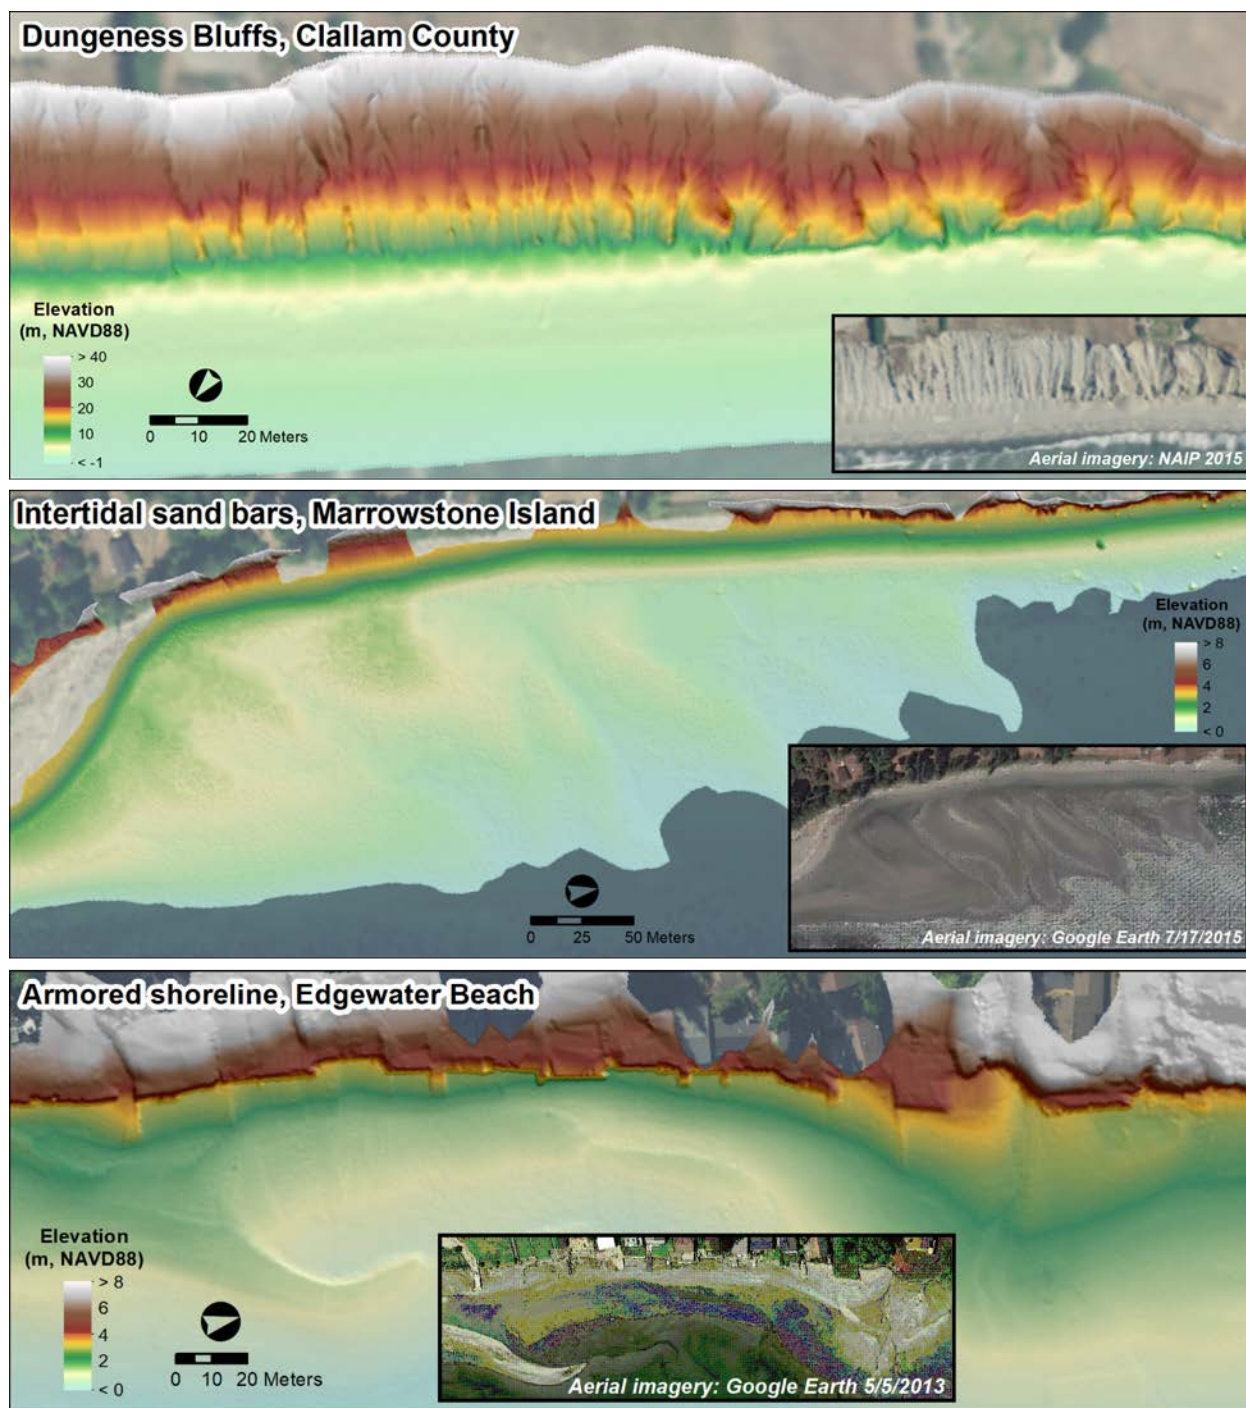 Dungeness Bluffs, Clallam County
Elevation
(m, NAVD88)
> 40
30
20
10
< -1
0 10 20 Meters
Aerial imagery: NAIP 2015
Intertidal sand bars, Marrowstone Island
Elevation
(m, NAVD88)
> 8
6
4
2
< 0
0 25 50 Meters
Aerial imagery: Google Earth 7/17/2015
Armored shoreline, Edgewater Beach
Elevation
(m, NAVD88)
> 8
6
4
2
< 0
0 10 20 Meters
Aerial imagery: Google Earth 5/5/2013